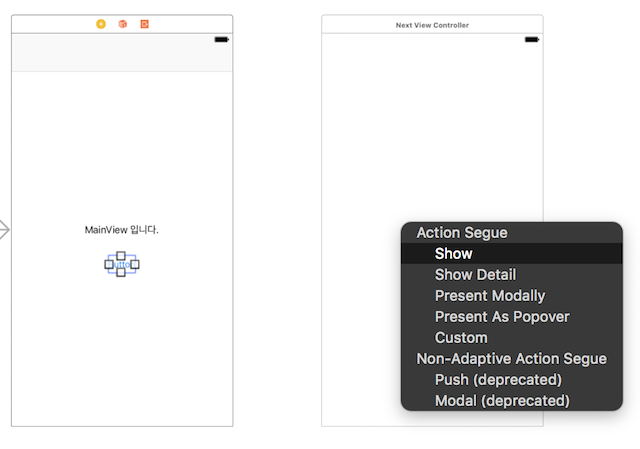 Next View Controller
MainView 입니다.
Action Segue
Show
Show Detail
Present Modally
Present As Popover
Custom
Non-Adaptive Action Segue
Push (deprecated)
Modal (deprecated)